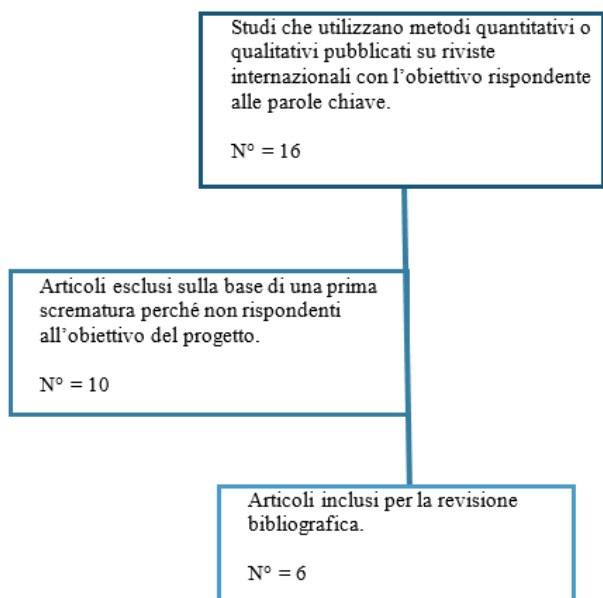 Studi che utilizzano metodi quantitativi o
qualitativi pubblicati su riviste
internazionali con l’obiettivo rispondente
alle parole chiave.
N° = 16
Articoli esclusi sulla base di una prima
scrematura perché non rispondenti
all’obiettivo del progetto.
N° = 10
Articoli inclusi per la revisione
bibliografica.
N° = 6